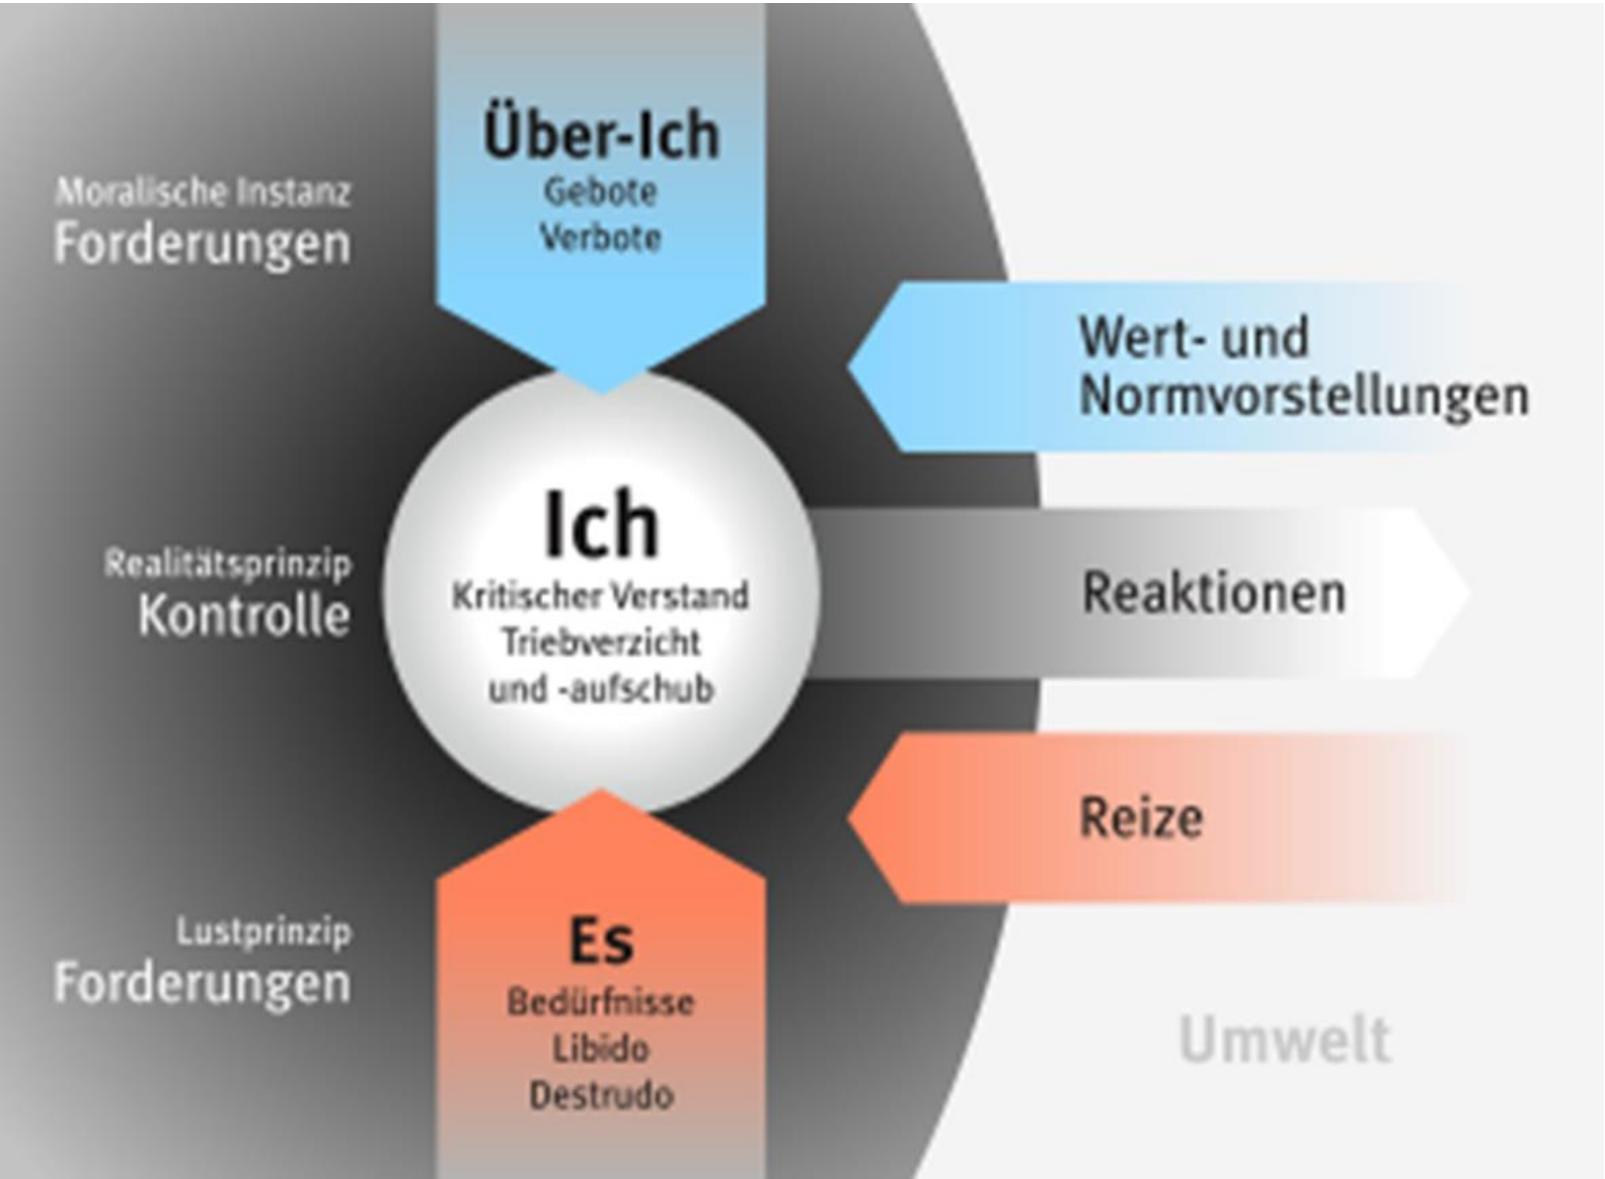 Über-Ich
Gebote
Verbote
Moralische Instanz
Forderungen
Wert- und
Normvorstellungen
Ich
Kritischer Verstand
Triebverzicht
und -aufschub
Realitätsprinzip
Kontrolle
Reaktionen
Reize
Es
Bedürfnisse
Libido
Destrudo
Lustprinzip
Forderungen
Umwelt